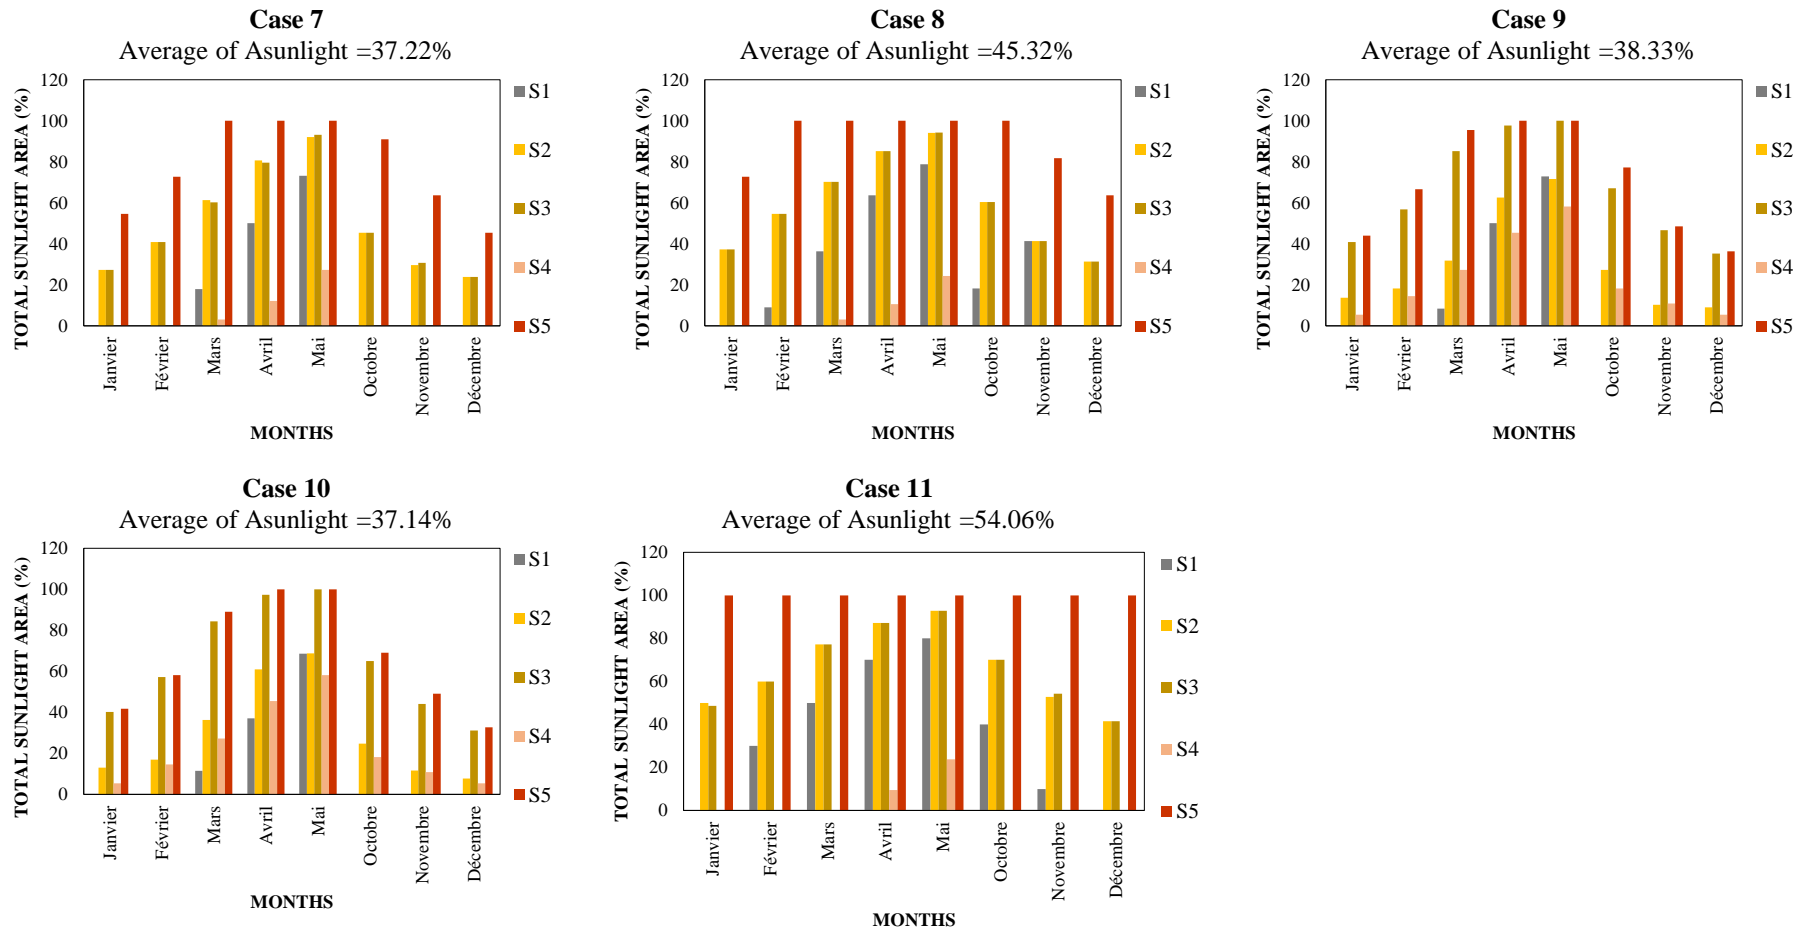 Case 7
Average of Asunlight =37.22%
TOTAL SUNLIGHT AREA (%)
120
100
80
60
40
20
0
Janvier
Février
Mars
Avril
Mai
Octobre
Novembre
Décembre
MONTHS
S1
S2
S3
S4
S5
Case 8
Average of Asunlight =45.32%
TOTAL SUNLIGHT AREA (%)
120
100
80
60
40
20
0
Janvier
Février
Mars
Avril
Mai
Octobre
Novembre
Décembre
MONTHS
S1
S2
S3
S4
S5
Case 9
Average of Asunlight =38.33%
TOTAL SUNLIGHT AREA (%)
120
100
80
60
40
20
0
Janvier
Février
Mars
Avril
Mai
Octobre
Novembre
Décembre
MONTHS
S1
S2
S3
S4
S5
Case 10
Average of Asunlight =37.14%
TOTAL SUNLIGHT AREA (%)
120
100
80
60
40
20
0
Janvier
Février
Mars
Avril
Mai
Octobre
Novembre
Décembre
MONTHS
S1
S2
S3
S4
S5
Case 11
Average of Asunlight =54.06%
TOTAL SUNLIGHT AREA (%)
120
100
80
60
40
20
0
Janvier
Février
Mars
Avril
Mai
Octobre
Novembre
Décembre
MONTHS
S1
S2
S3
S4
S5